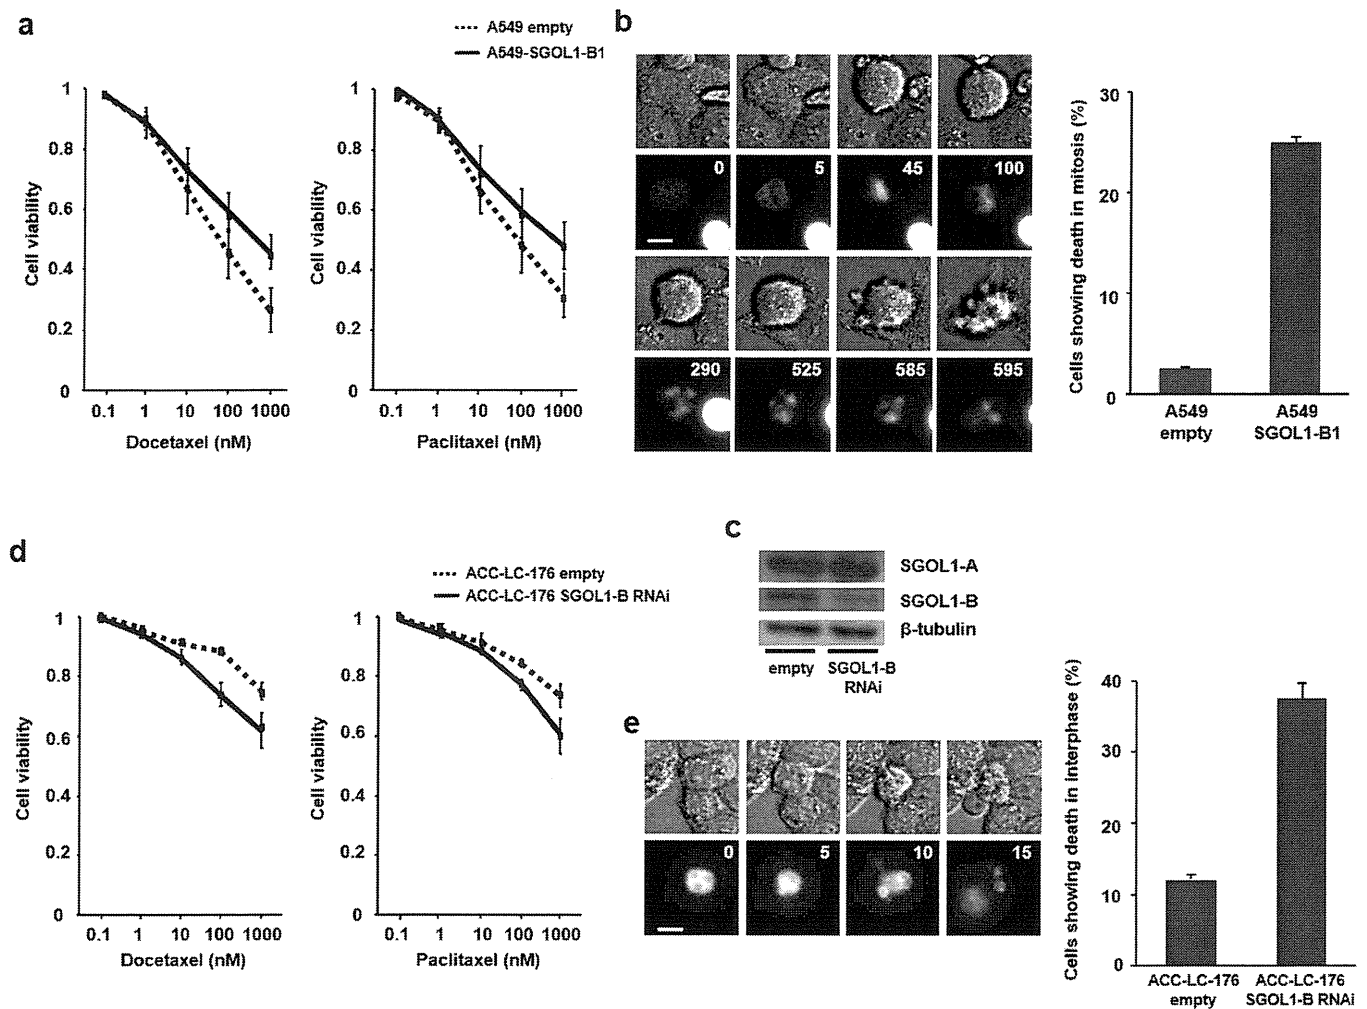 a
A549 empty
A549-SGOL1-B1
1
0.8
0.6
0.4
0.2
0
Cell viability
0.1 1 10 100 1000
Docetaxel (nM)
1
0.8
0.6
0.4
0.2
0
Cell viability
0.1 1 10 100 1000
Paclitaxel (nM)
b
0 5 45 100
290 525 585 595
Cells showing death in mitosis (%)
30
20
10
0
A549
empty
A549
SGOL1-B1
c
SGOL1-A
SGOL1-B
β-tubulin
empty
SGOL1-B
RNAi
d
ACC-LC-176 empty
ACC-LC-176 SGOL1-B RNAi
1
0.8
0.6
0.4
0.2
0
Cell viability
0.1 1 10 100 1000
Docetaxel (nM)
1
0.8
0.6
0.4
0.2
0
Cell viability
0.1 1 10 100 1000
Paclitaxel (nM)
e
0 5 10 15
Cells showing death in interphase (%)
40
30
20
10
0
ACC-LC-176
empty
ACC-LC-176
SGOL1-B RNAi